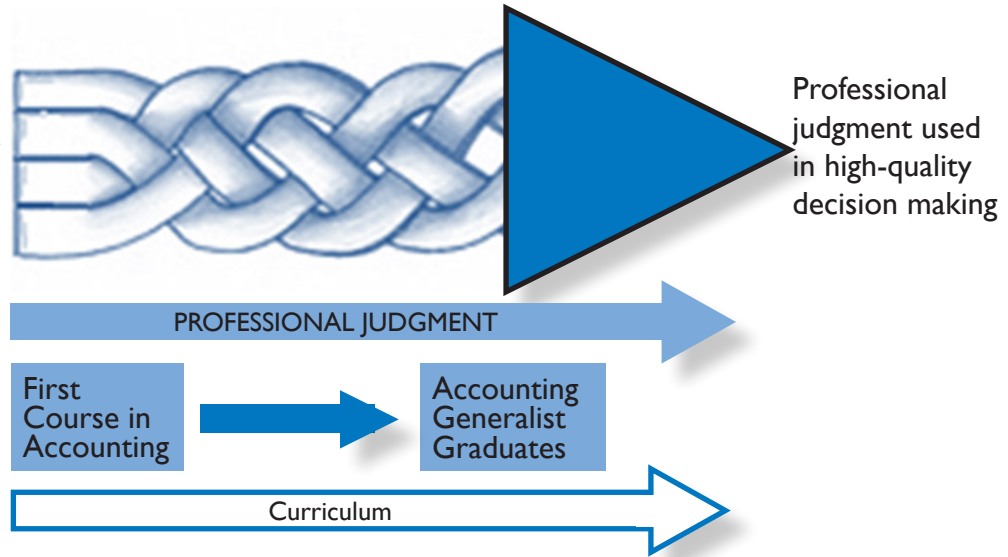 Professional
judgment used
in high-quality
decision making
PROFESSIONAL JUDGMENT
First
Course in
Accounting
Accounting
Generalist
Graduates
Curriculum